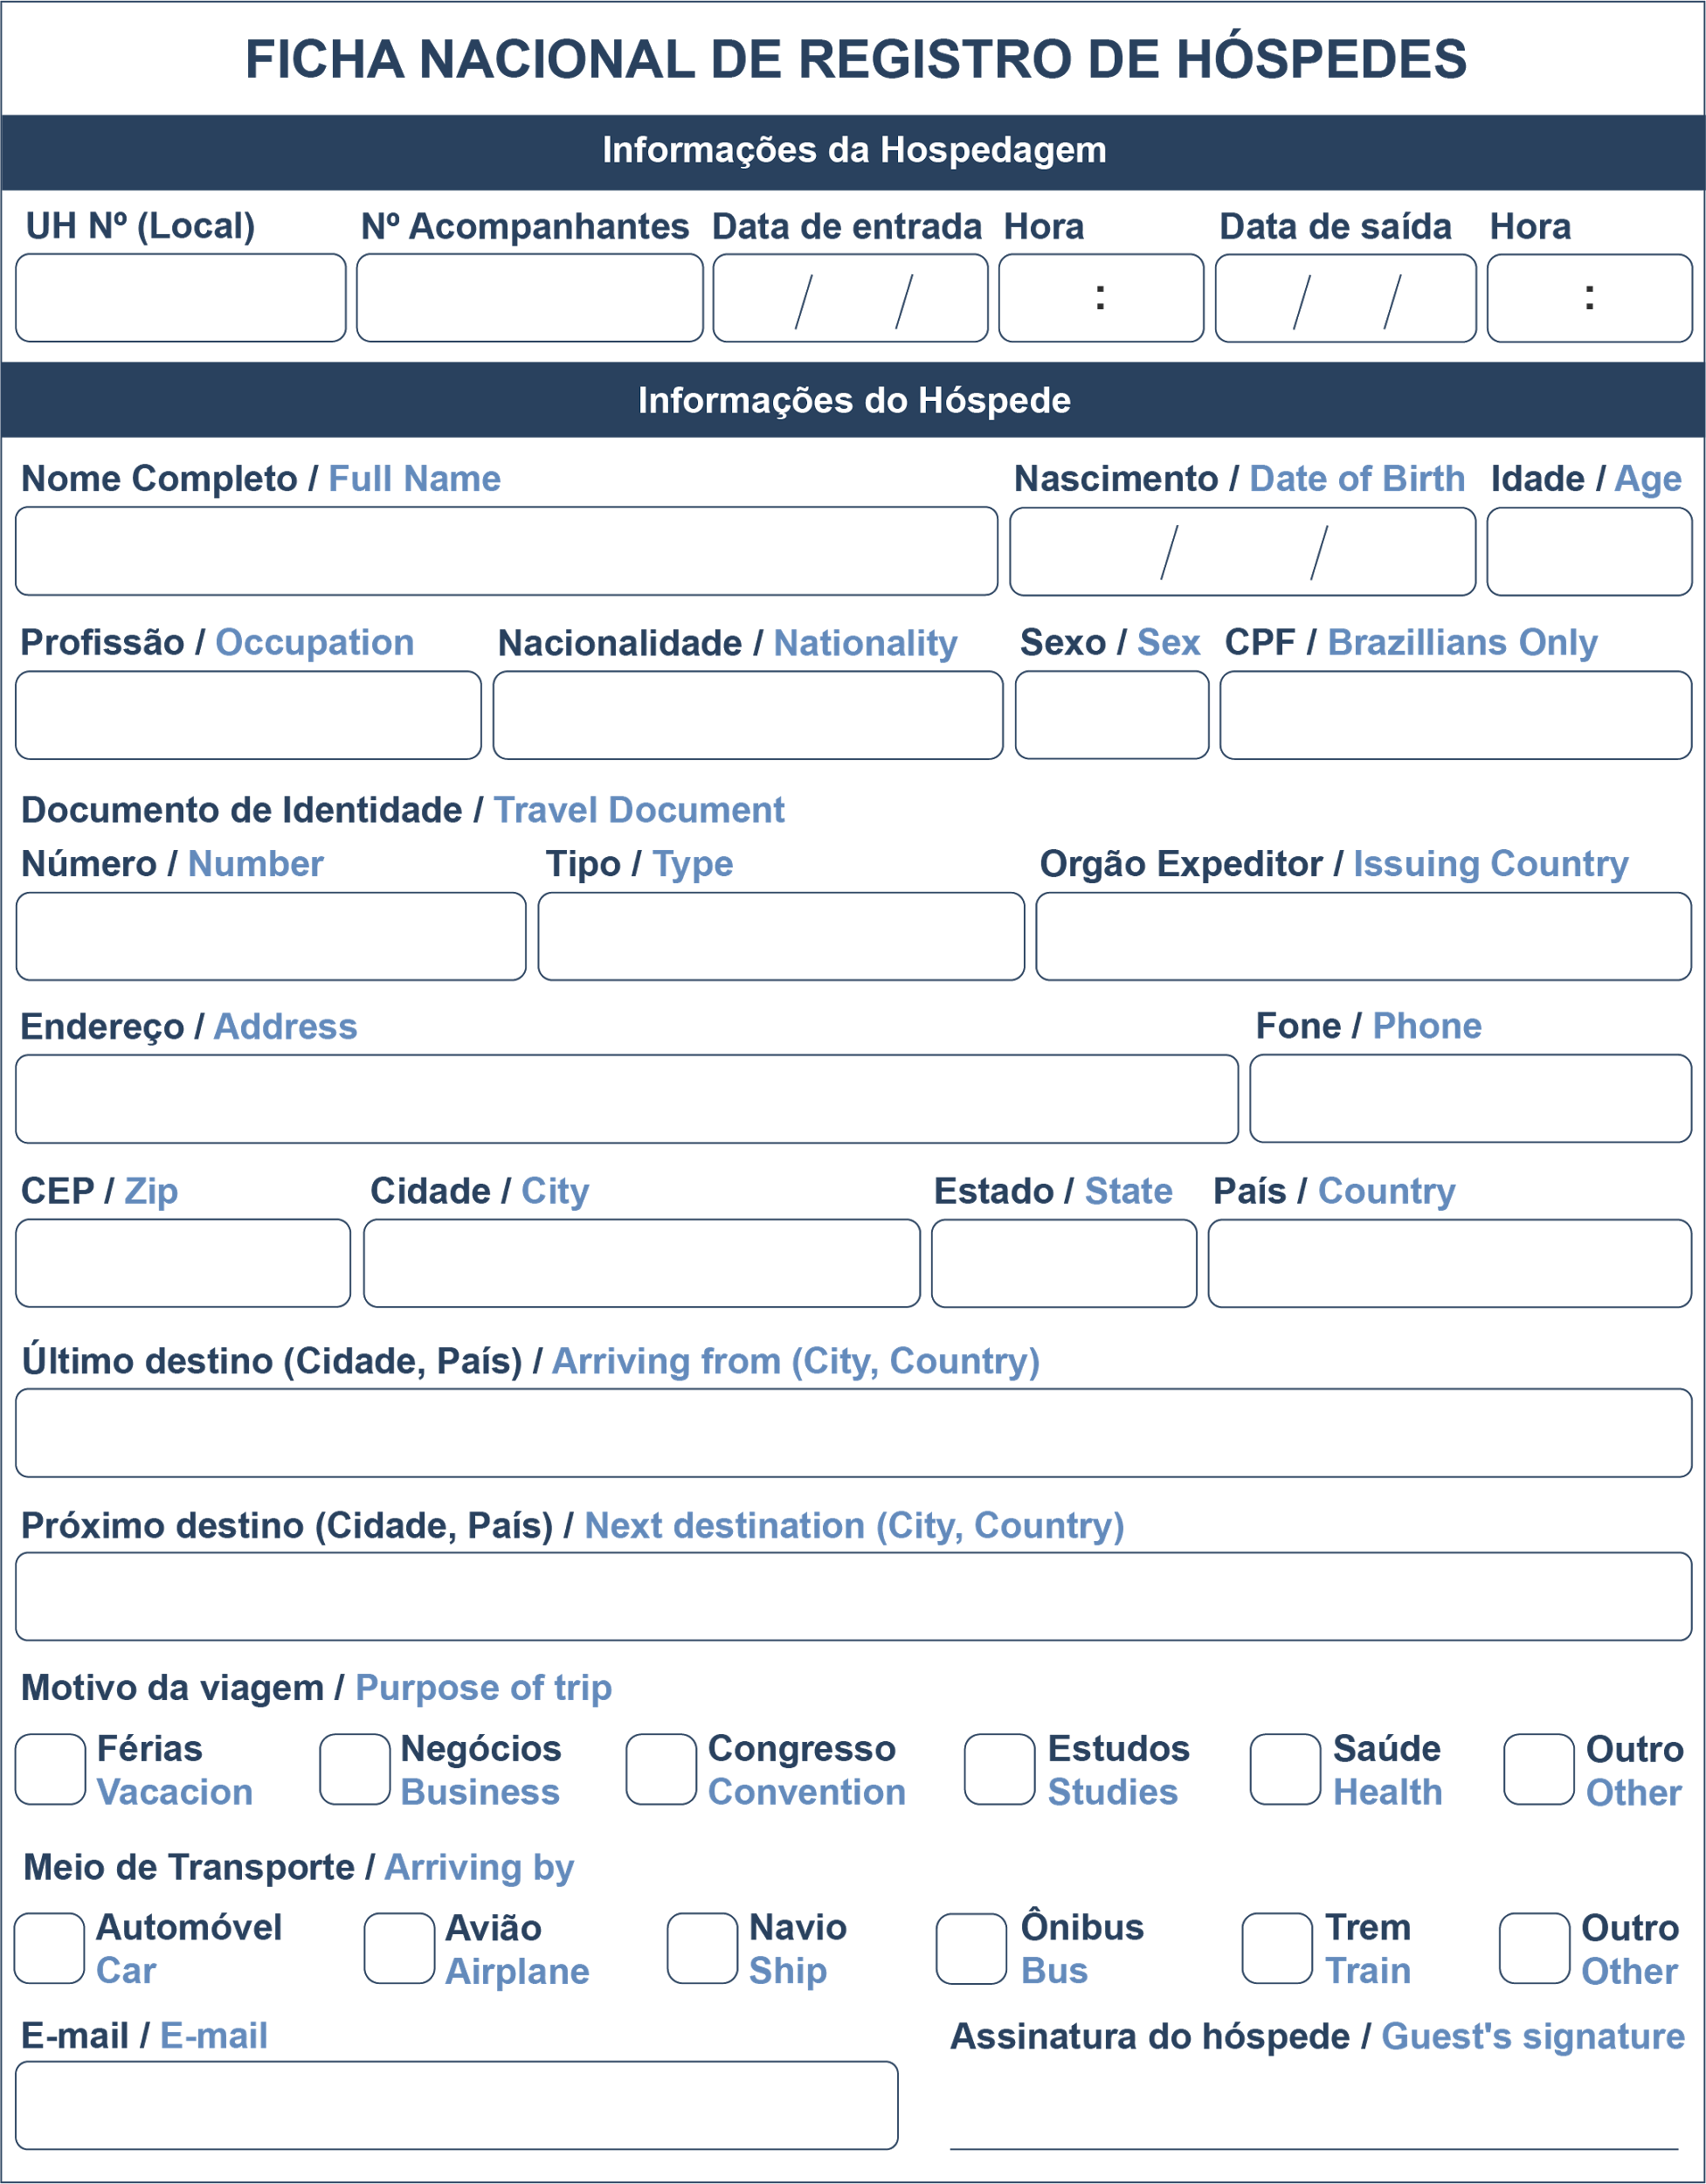 FICHA NACIONAL DE REGISTRO DE HÓSPEDES
Informações da Hospedagem
UH Nº (Local) Nº Acompanhantes Data de entrada Hora Data de saída Hora
/ / : / / :
Informações do Hóspede
Nome Completo / Full Name Nascimento / Date of Birth Idade / Age
/ /
Profissão / Occupation Nacionalidade / Nationality Sexo / Sex CPF / Brazillians Only
Documento de Identidade / Travel Document
Número / Number Tipo / Type Orgão Expeditor / Issuing Country
Endereço / Address Fone / Phone
CEP / Zip Cidade / City Estado / State País / Country
Último destino (Cidade, País) / Arriving from (City, Country)
Próximo destino (Cidade, País) / Next destination (City, Country)
Motivo da viagem / Purpose of trip
Férias Negócios Congresso Estudos Saúde Outro
Vacacion Business Convention Studies Health Other
Meio de Transporte / Arriving by
Automóvel Avião Navio Ônibus Trem Outro
Car Airplane Ship Bus Train Other
E-mail / E-mail Assinatura do hóspede / Guest's signature